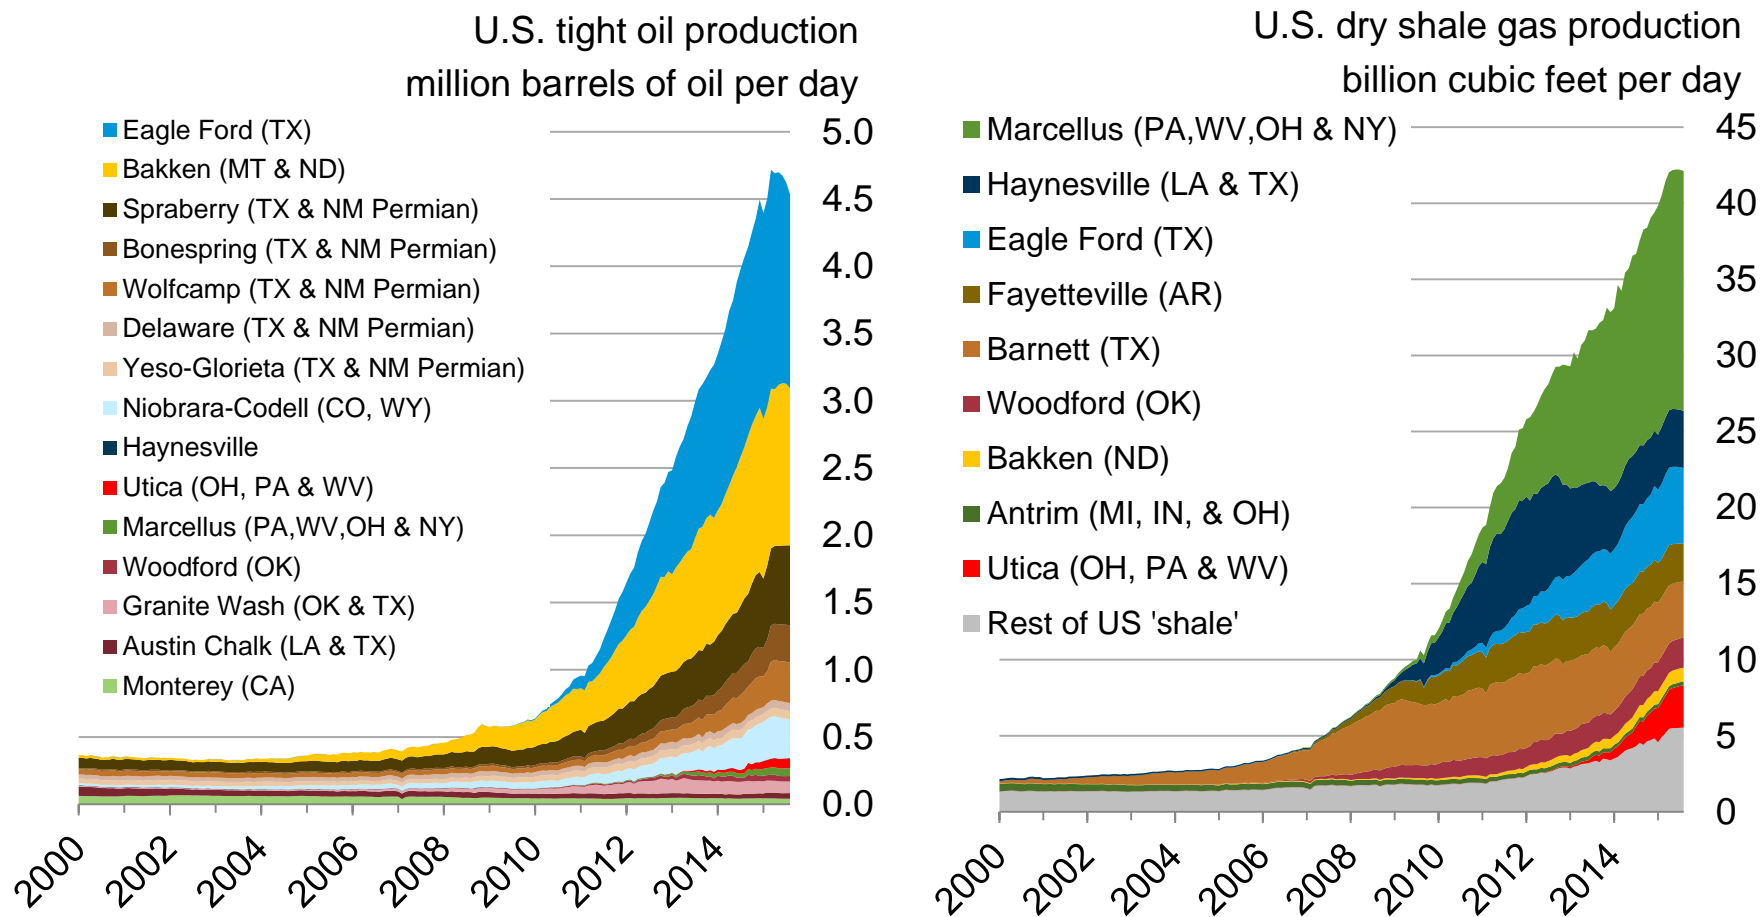 U.S. tight oil production
million barrels of oil per day
Eagle Ford (TX)
Bakken (MT & ND)
Spraberry (TX & NM Permian)
Bonespring (TX & NM Permian)
Wolfcamp (TX & NM Permian)
Delaware (TX & NM Permian)
Yeso-Glorieta (TX & NM Permian)
Niobrara-Codell (CO, WY)
Haynesville
Utica (OH, PA & WV)
Marcellus (PA,WV,OH & NY)
Woodford (OK)
Granite Wash (OK & TX)
Austin Chalk (LA & TX)
Monterey (CA)
5.0
4.5
4.0
3.5
3.0
2.5
2.0
1.5
1.0
0.5
0.0
2000
2002
2004
2006
2008
2010
2012
2014
U.S. dry shale gas production
billion cubic feet per day
Marcellus (PA,WV,OH & NY)
Haynesville (LA & TX)
Eagle Ford (TX)
Fayetteville (AR)
Barnett (TX)
Woodford (OK)
Bakken (ND)
Antrim (MI, IN, & OH)
Utica (OH, PA & WV)
Rest of US 'shale'
45
40
35
30
25
20
15
10
5
0
2000
2002
2004
2006
2008
2010
2012
2014